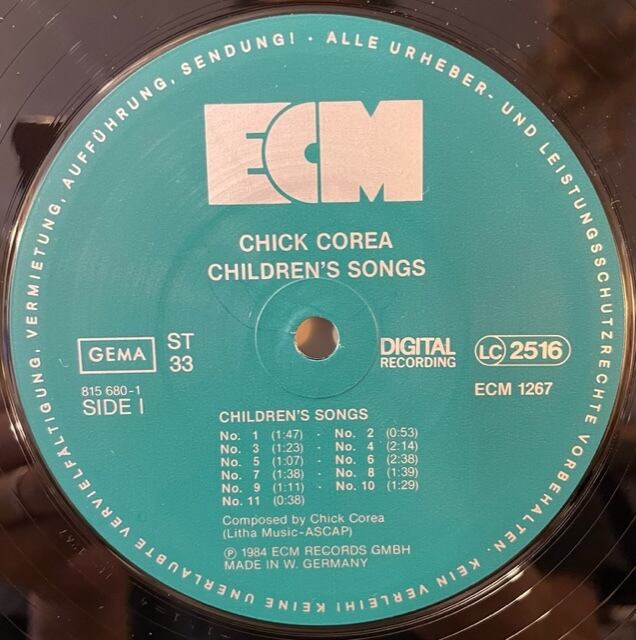 ALLE URHEBER- UND LEISTUNGSSCHUTZRECHTE VORBEHALTEN. KEIN VERLEIH! KEINE UNERLAUBTE VERVIELFÄLTIGUNG, VERMIETUNG, AUFFÜHRUNG, SENDUNG! ·
ECM
CHICK COREA
CHILDREN'S SONGS
GEMA
ST
33
DIGITAL
RECORDING
LC 2516
815 680-1
SIDE I
ECM 1267
CHILDREN'S SONGS
No. 1 (1:47) - No. 2 (0:53)
No. 3 (1:23) - No. 4 (2:14)
No. 5 (1:07) - No. 6 (2:38)
No. 7 (1:38) - No. 8 (1:39)
No. 9 (1:11) - No. 10 (1:29)
No. 11 (0:38)
Composed by Chick Corea
(Litha Music-ASCAP)
℗ 1984 ECM RECORDS GMBH
MADE IN W. GERMANY